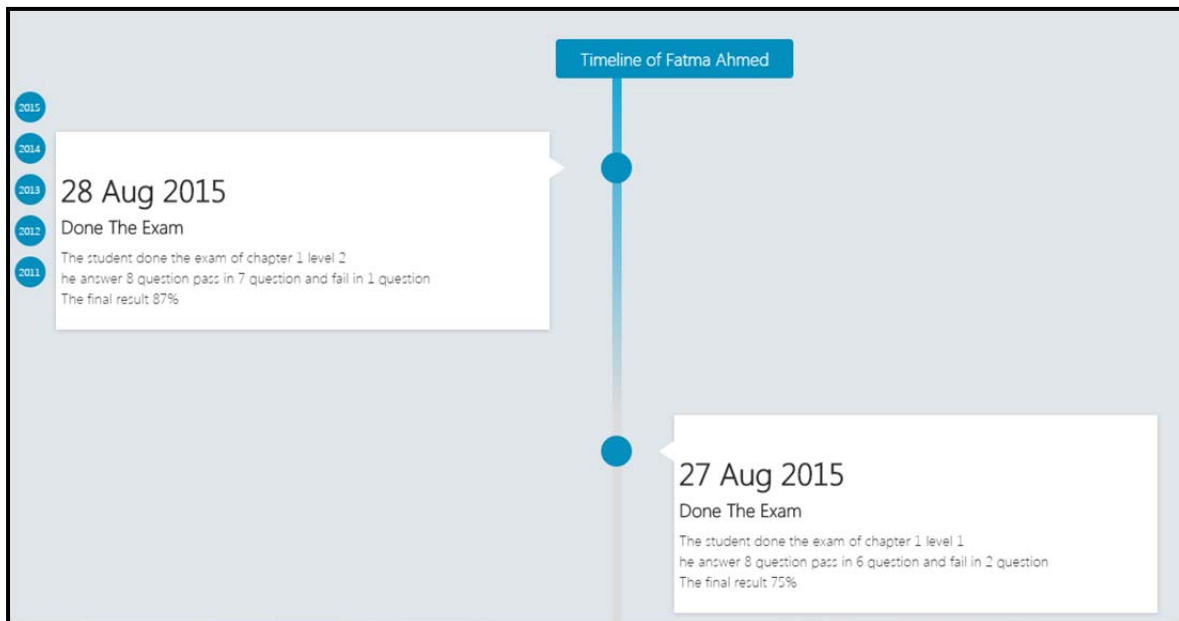 Timeline of Fatma Ahmed
2015
2014
2013
2012
2011
28 Aug 2015
Done The Exam
The student done the exam of chapter 1 level 2
he answer 8 question pass in 7 question and fail in 1 question
The final result 87%
27 Aug 2015
Done The Exam
The student done the exam of chapter 1 level 1
he answer 8 question pass in 6 question and fail in 2 question
The final result 75%